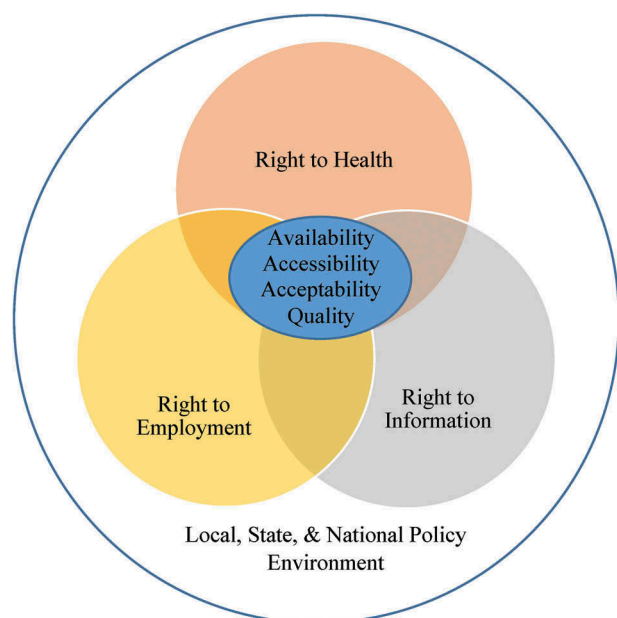 Right to Health
Availability
Accessibility
Acceptability
Quality
Right to
Employment
Right to
Information
Local, State, & National Policy
Environment